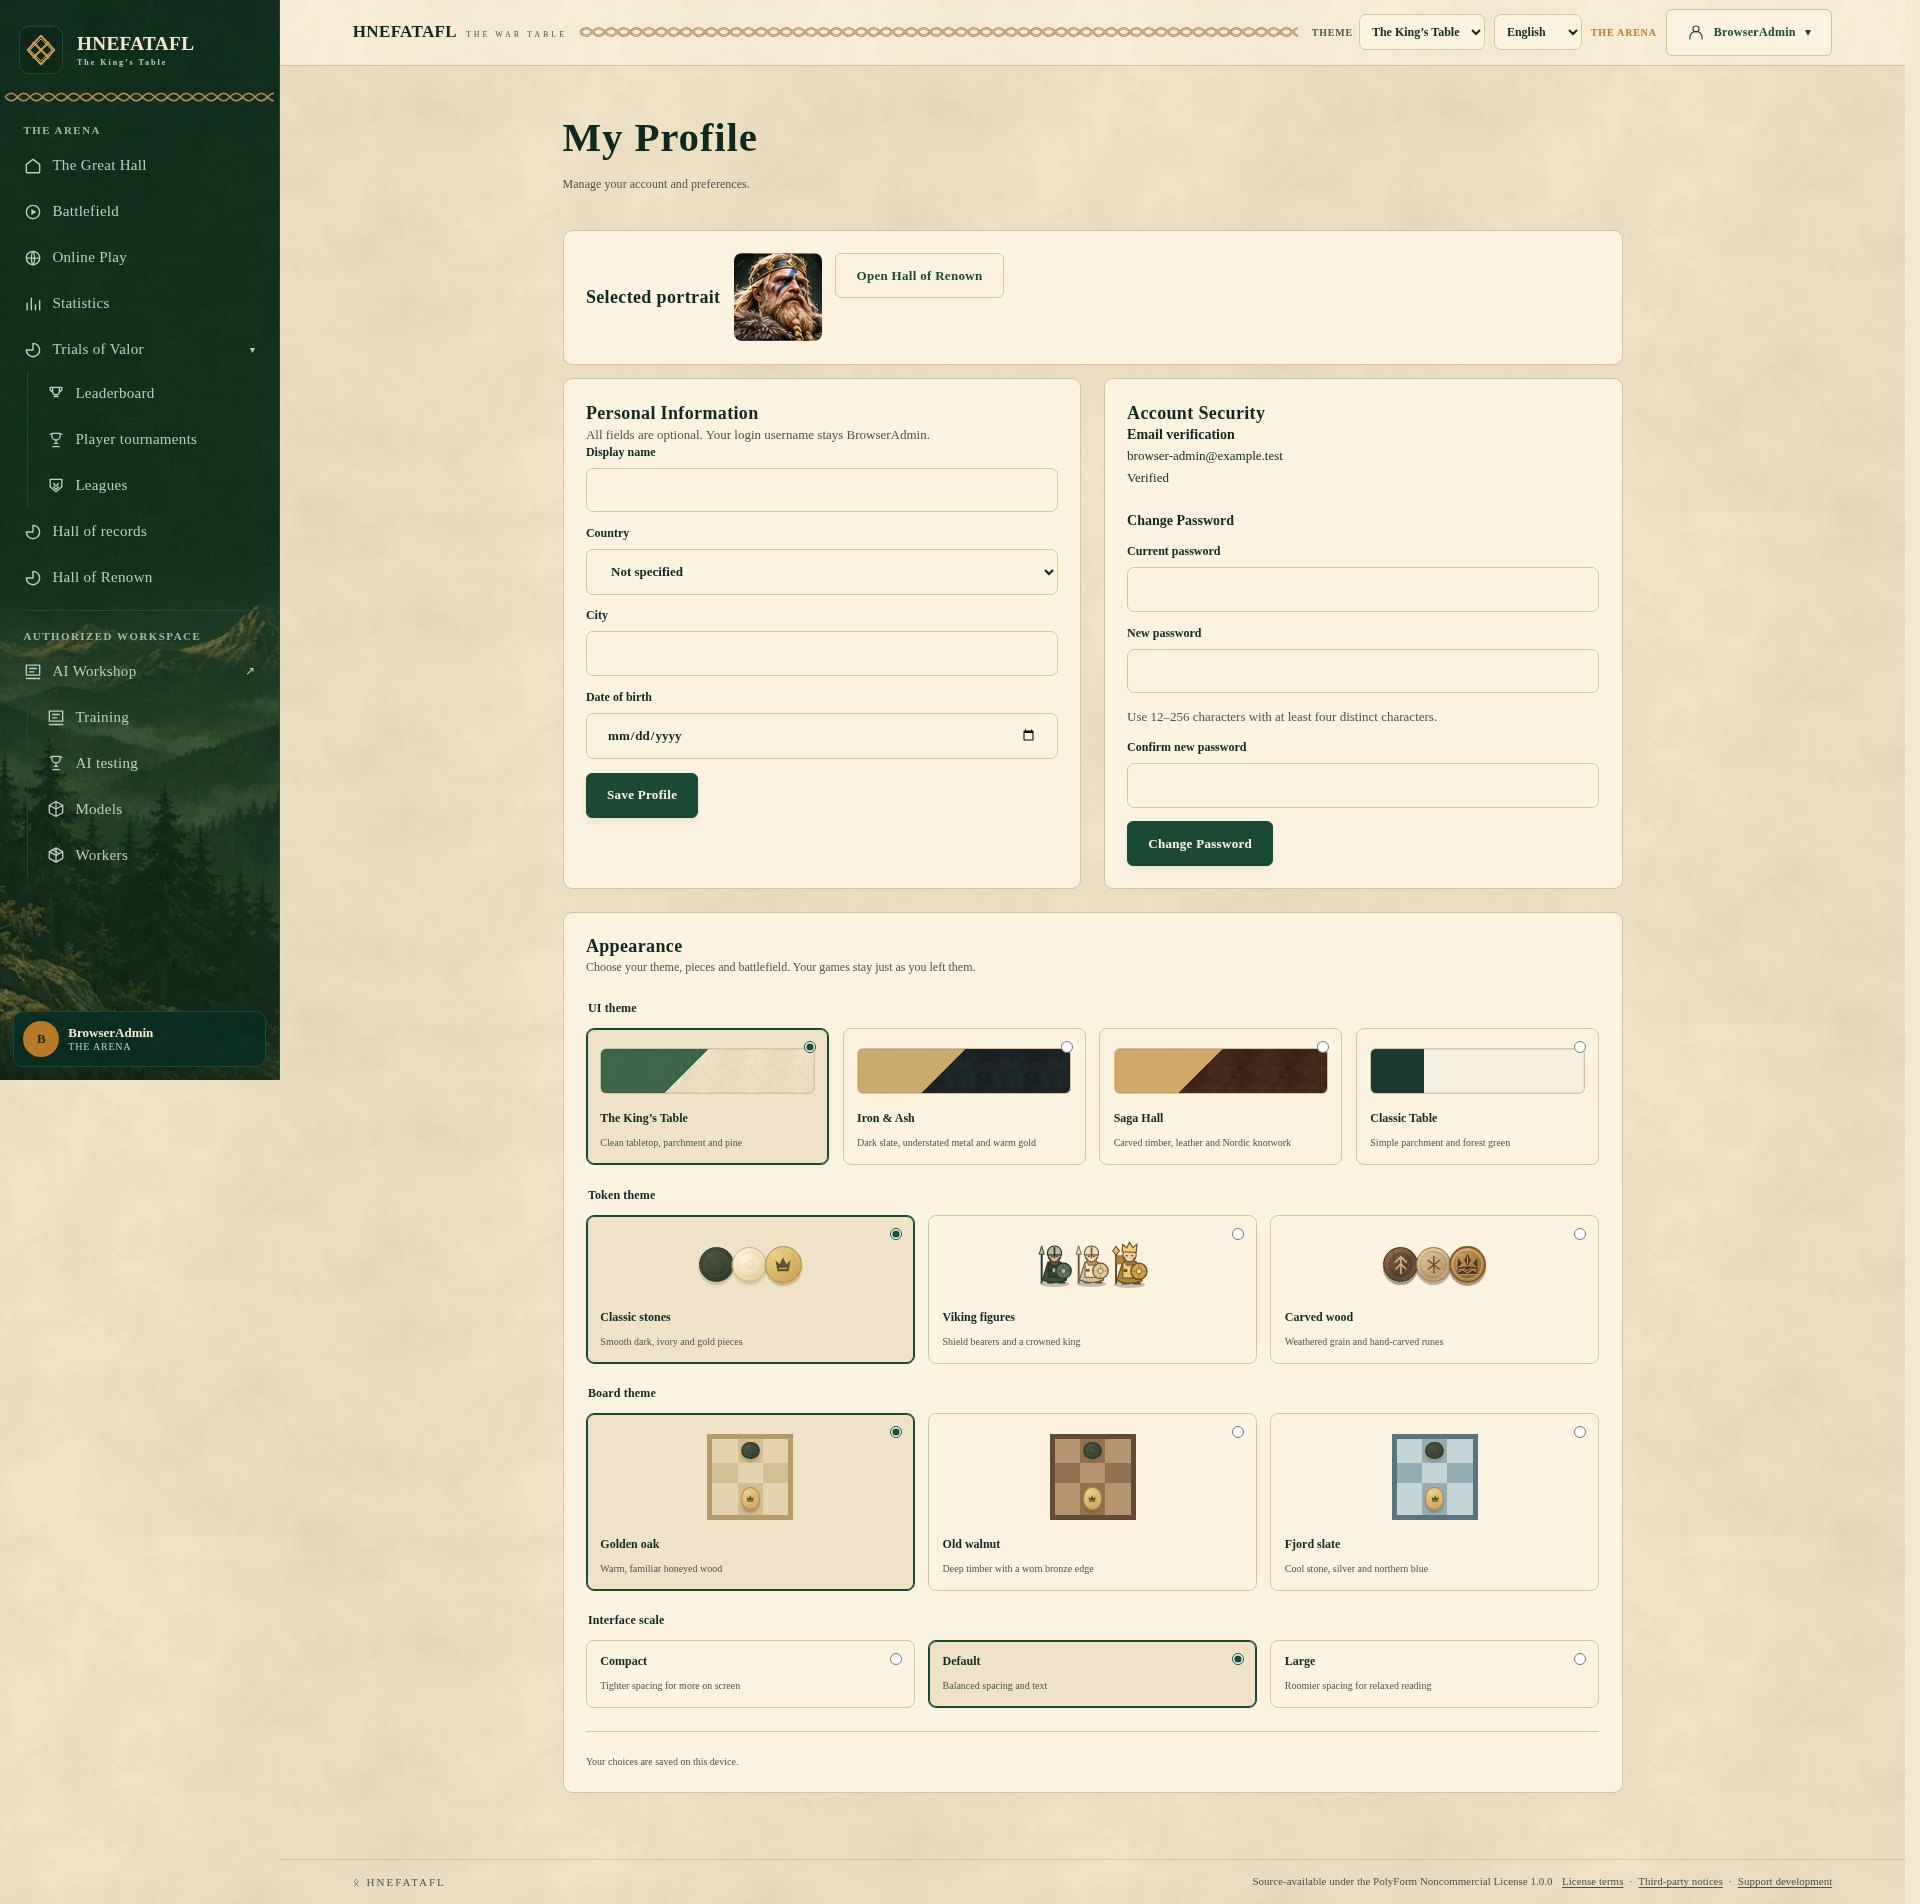 HNEFATAFL
The King's Table
THE ARENA
The Great Hall
Battlefield
Online Play
Statistics
Trials of Valor ▾
Leaderboard
Player tournaments
Leagues
Hall of records
Hall of Renown
AUTHORIZED WORKSPACE
AI Workshop ↗
Training
AI testing
Models
Workers
B
BrowserAdmin
THE ARENA
HNEFATAFL THE WAR TABLE
THEME The King's Table English THE ARENA BrowserAdmin ▾
My Profile
Manage your account and preferences.
Selected portrait
Open Hall of Renown
Personal Information
All fields are optional. Your login username stays BrowserAdmin.
Display name
Country
Not specified
City
Date of birth
mm/dd/yyyy
Save Profile
Account Security
Email verification
browser-admin@example.test
Verified
Change Password
Current password
New password
Use 12–256 characters with at least four distinct characters.
Confirm new password
Change Password
Appearance
Choose your theme, pieces and battlefield. Your games stay just as you left them.
UI theme
The King's Table
Clean tabletop, parchment and pine
Iron & Ash
Dark slate, understated metal and warm gold
Saga Hall
Carved timber, leather and Nordic knotwork
Classic Table
Simple parchment and forest green
Token theme
Classic stones
Smooth dark, ivory and gold pieces
Viking figures
Shield bearers and a crowned king
Carved wood
Weathered grain and hand-carved runes
Board theme
Golden oak
Warm, familiar honeyed wood
Old walnut
Deep timber with a worn bronze edge
Fjord slate
Cool stone, silver and northern blue
Interface scale
Compact
Tighter spacing for more on screen
Default
Balanced spacing and text
Large
Roomier spacing for relaxed reading
Your choices are saved on this device.
ᛟ HNEFATAFL
Source-available under the PolyForm Noncommercial License 1.0.0 License terms · Third-party notices · Support development